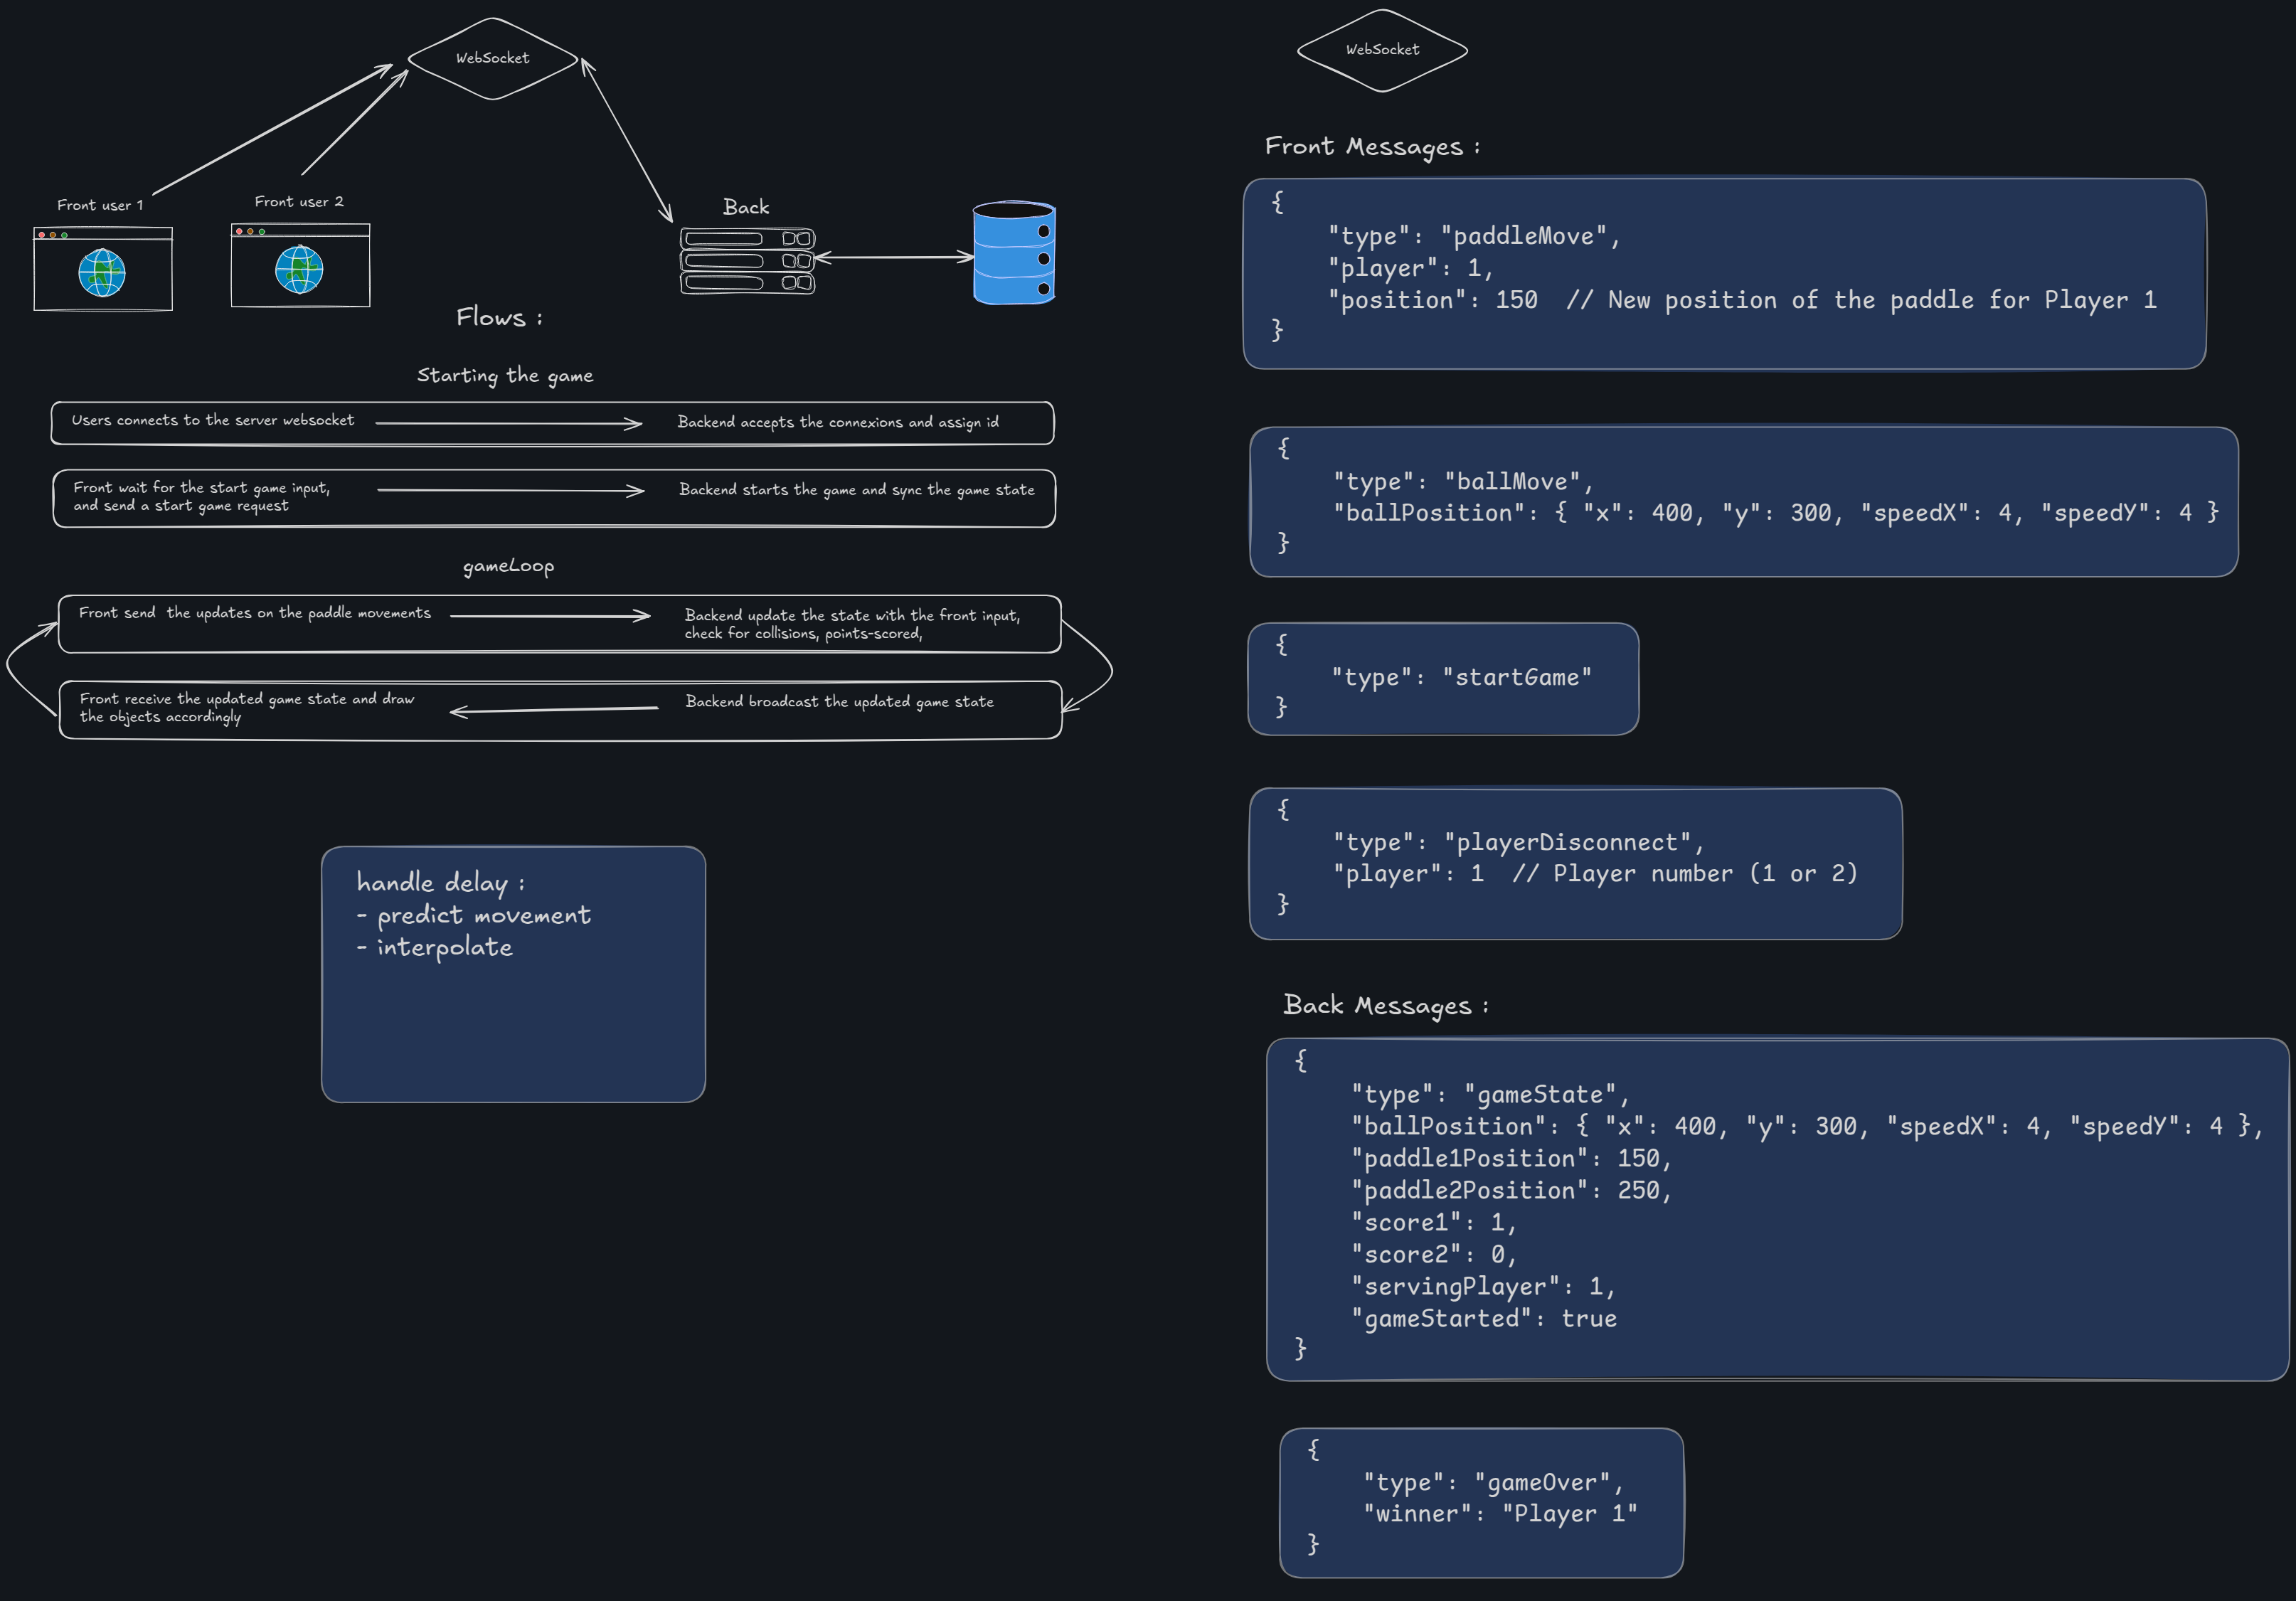 WebSocket
Front user 1
Front user 2
Back
Flows :
Starting the game
Users connects to the server websocket
Backend accepts the connexions and assign id
Front wait for the start game input,
and send a start game request
Backend starts the game and sync the game state
gameLoop
Front send  the updates on the paddle movements
Backend update the state with the front input,
check for collisions, points-scored,
Front receive the updated game state and draw
the objects accordingly
Backend broadcast the updated game state
handle delay :
- predict movement
- interpolate
WebSocket
Front Messages :
{
"type": "paddleMove",
"player": 1,
"position": 150  // New position of the paddle for Player 1
}
{
"type": "ballMove",
"ballPosition": { "x": 400, "y": 300, "speedX": 4, "speedY": 4 }
}
{
"type": "startGame"
}
{
"type": "playerDisconnect",
"player": 1  // Player number (1 or 2)
}
Back Messages :
{
"type": "gameState",
"ballPosition": { "x": 400, "y": 300, "speedX": 4, "speedY": 4 },
"paddle1Position": 150,
"paddle2Position": 250,
"score1": 1,
"score2": 0,
"servingPlayer": 1,
"gameStarted": true
}
{
"type": "gameOver",
"winner": "Player 1"
}